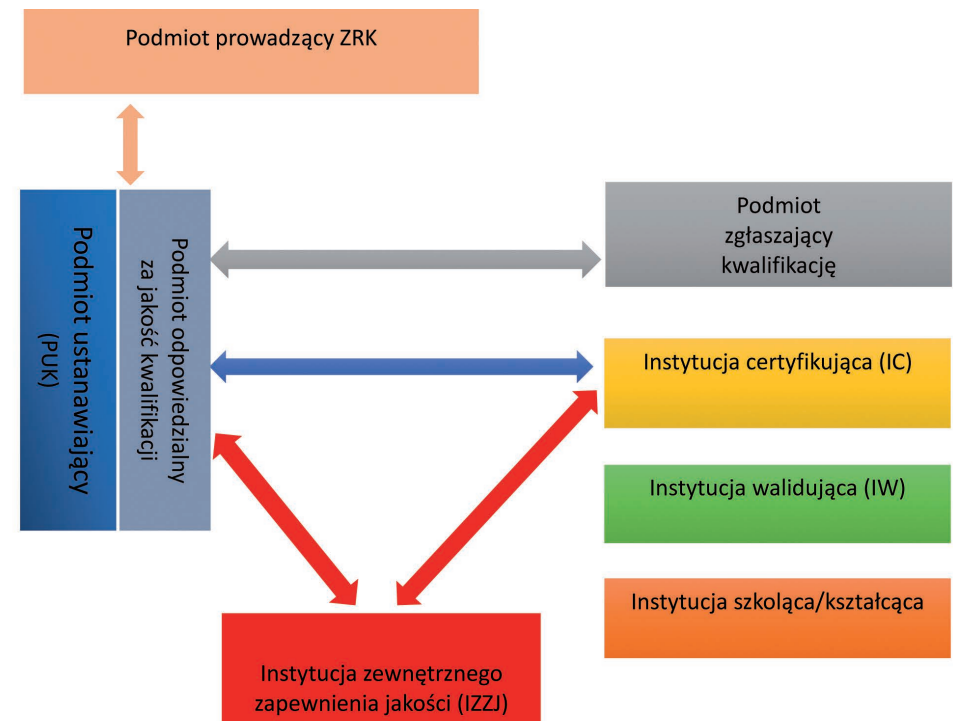 Podmiot prowadzący ZRK
Podmiot ustanawiający
(PUK)
Podmiot odpowiedzialny
za jakość kwalifikacji
Podmiot
zgłaszający
kwalifikację
Instytucja certyfikująca (IC)
Instytucja walidująca (IW)
Instytucja szkoląca/kształcąca
Instytucja zewnętrznego
zapewnienia jakości (IZZJ)